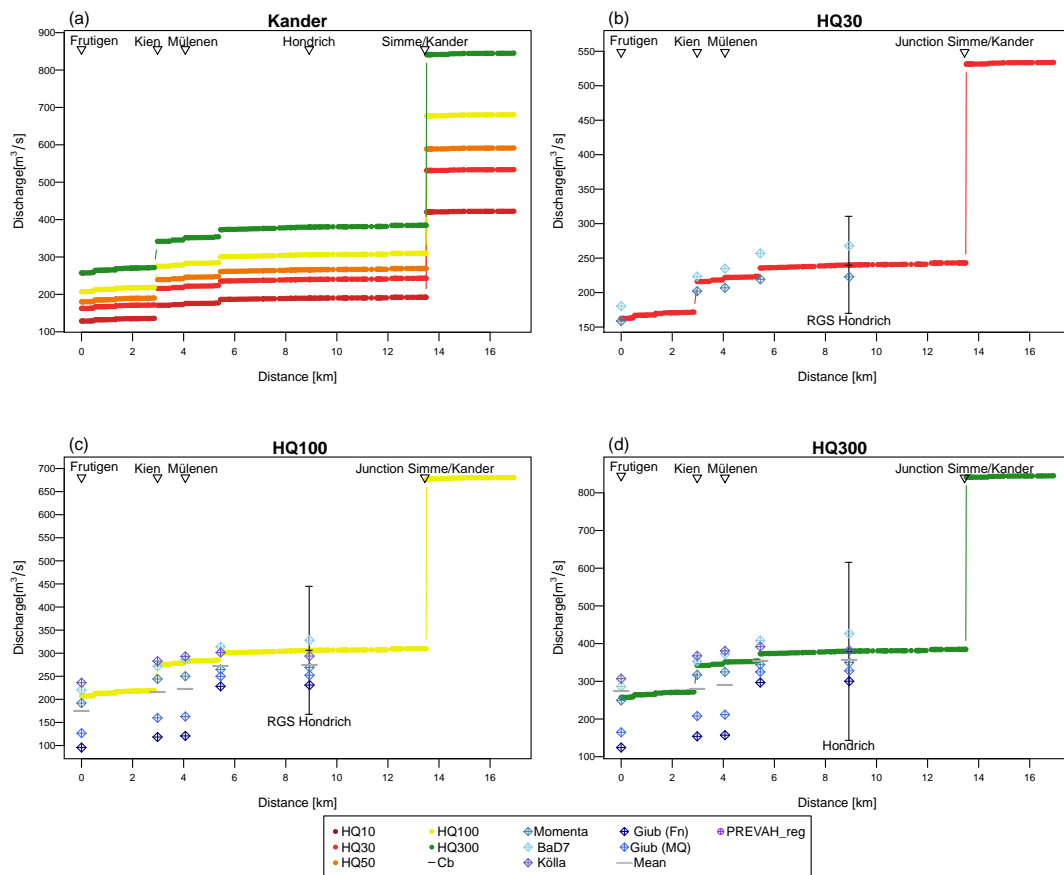 (a)
Kander
Frutigen Kien Mülenen Hondrich Simme/Kander
900
800
700
600
500
400
300
200
100
Discharge[m³/s]
0 2 4 6 8 10 12 14 16
Distance [km]
(b)
HQ30
Frutigen Kien Mülenen Junction Simme/Kander
550
500
450
400
350
300
250
200
150
Discharge[m³/s]
RGS Hondrich
0 2 4 6 8 10 12 14 16
Distance [km]
(c)
HQ100
Frutigen Kien Mülenen Junction Simme/Kander
700
650
600
500
450
400
350
300
250
200
150
100
Discharge[m³/s]
RGS Hondrich
0 2 4 6 8 10 12 14 16
Distance [km]
(d)
HQ300
Frutigen Kien Mülenen Junction Simme/Kander
800
700
600
500
400
300
200
100
Discharge[m³/s]
Hondrich
0 2 4 6 8 10 12 14 16
Distance [km]
HQ10 HQ100 Momenta Giub (Fn) PREVAH_reg
HQ30 HQ300 BaD7 Giub (MQ)
HQ50 Cb Kölla Mean